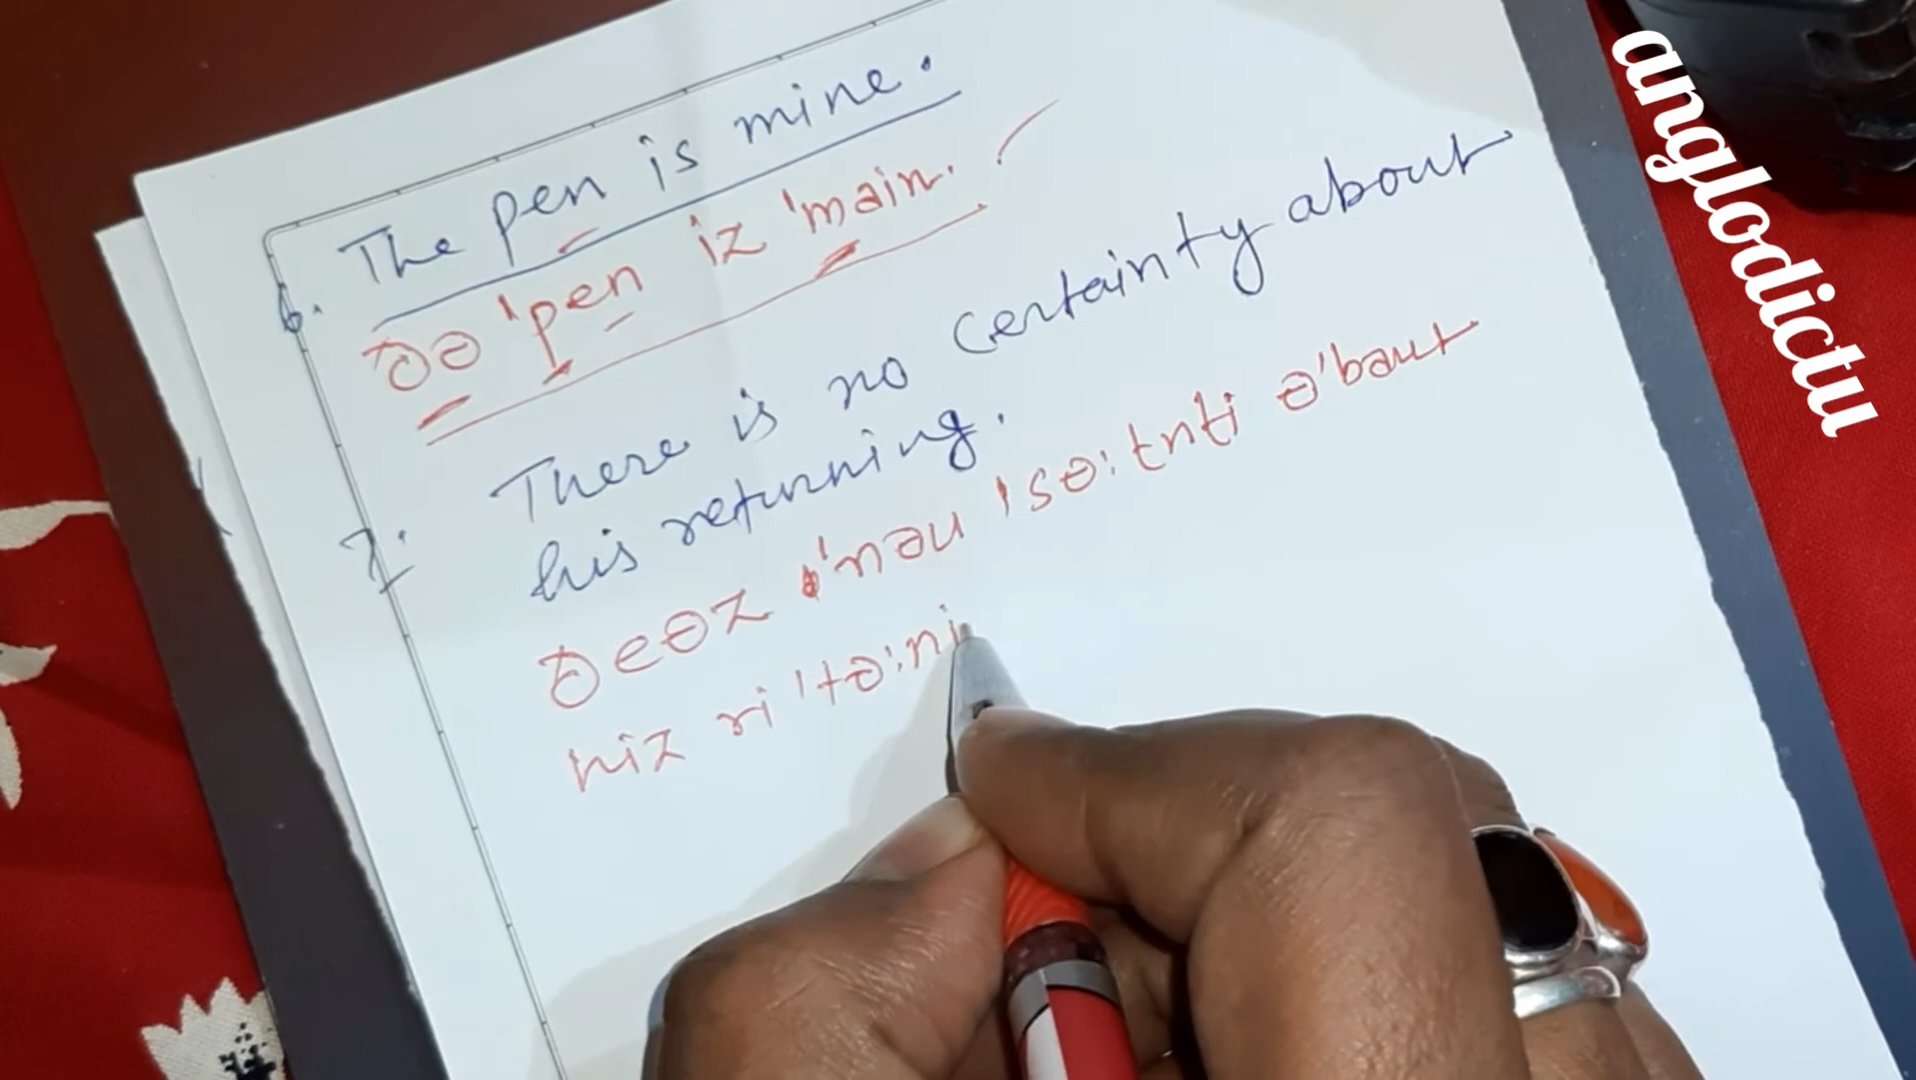 6. The pen is mine.
ðə 'pen iz 'main.
7. There is no certainty about
his returning.
ðeəz 'nəu 'sə:tnti ə'baut
hiz ri'tə:ni
anglodictu